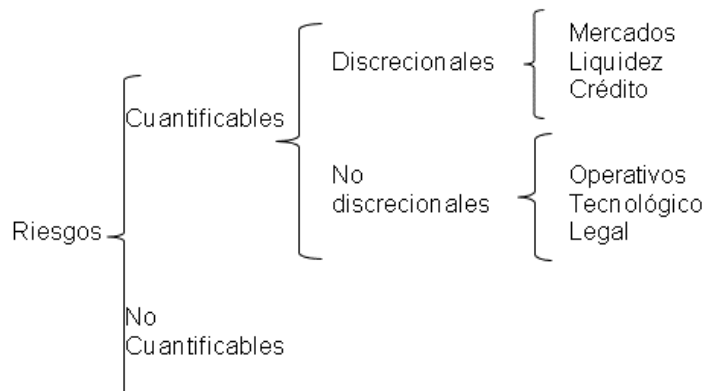 Riesgos
Cuantificables
Discrecionales
Mercados
Liquidez
Crédito
No
discrecionales
Operativos
Tecnológico
Legal
No
Cuantificables